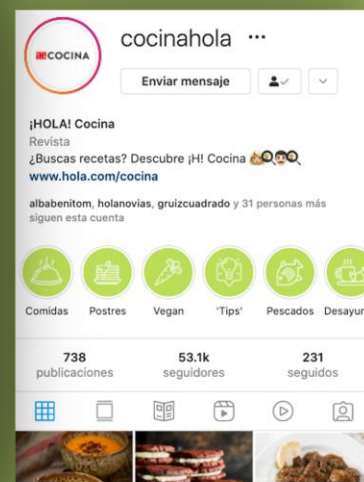 cocinahola ...
¡H!COCINA
Enviar mensaje
¡HOLA! Cocina
Revista
¿Buscas recetas? Descubre ¡H! Cocina
www.hola.com/cocina
albabenitom, holanovias, gruizcuadrado y 31 personas más
siguen esta cuenta
Comidas Postres Vegan 'Tips' Pescados Desayun
738 53.1k 231
publicaciones seguidores seguidos